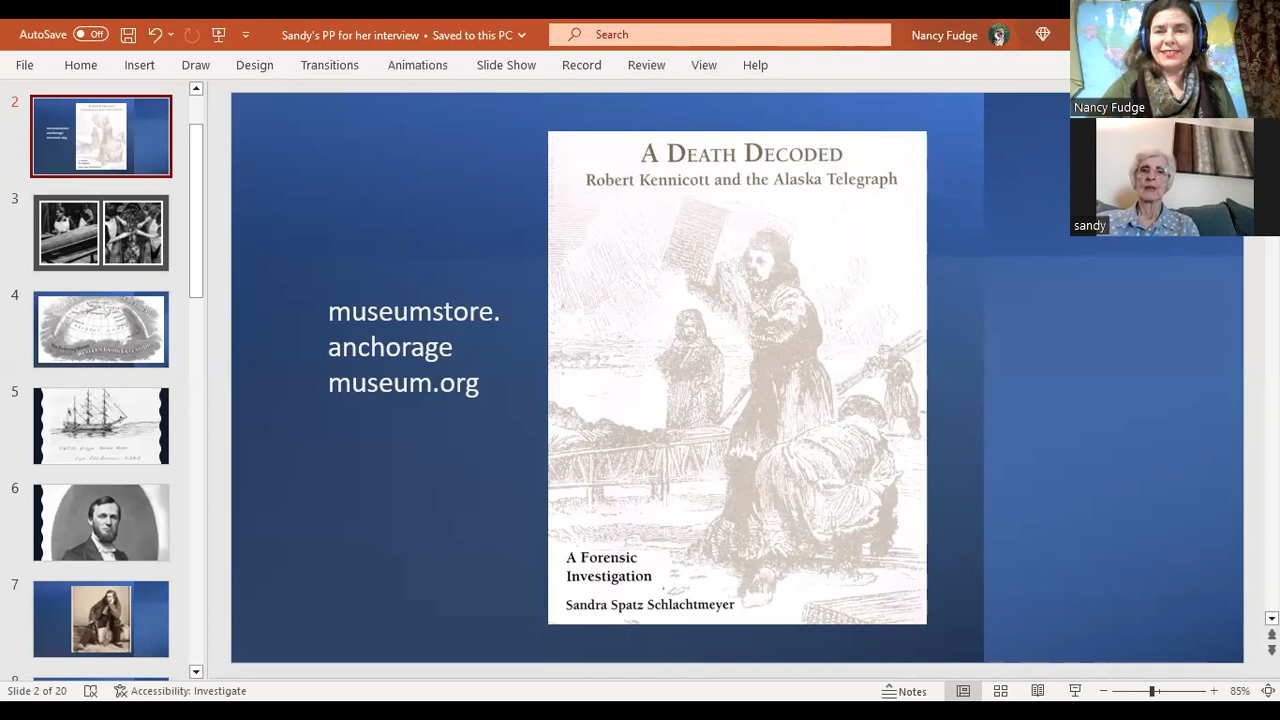 AutoSave Off
Sandy's PP for her interview • Saved to this PC
Search
Nancy Fudge
File Home Insert Draw Design Transitions Animations Slide Show Record Review View Help
2
3
4
5
6
7
museumstore.
anchorage
museum.org
A DEATH DECODED
Robert Kennicott and the Alaska Telegraph
A Forensic
Investigation
Sandra Spatz Schlachtmeyer
Nancy Fudge
sandy
Slide 2 of 20
Accessibility: Investigate
Notes
85%